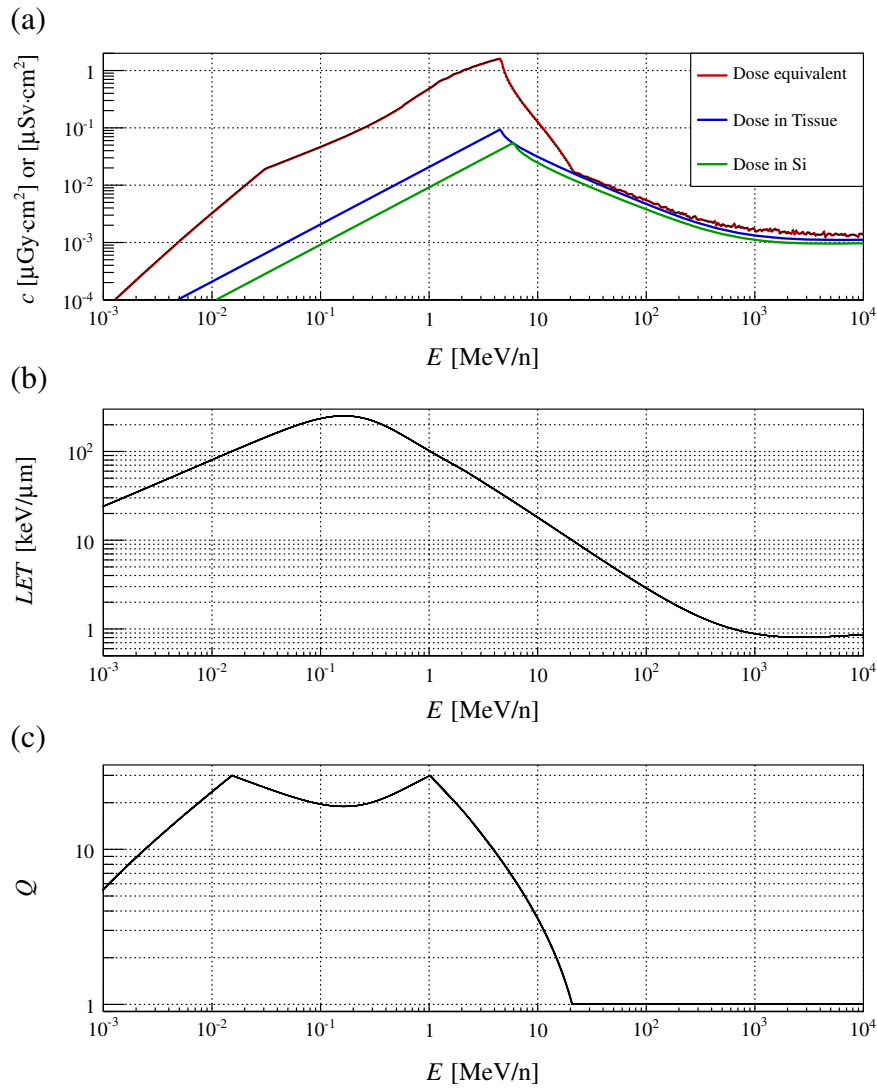 (a)
c [μGy·cm²] or [μSv·cm²]
1
10⁻¹
10⁻²
10⁻³
10⁻⁴
Dose equivalent
Dose in Tissue
Dose in Si
10⁻³ 10⁻² 10⁻¹ 1 10 10² 10³ 10⁴
E [MeV/n]
(b)
LET [keV/μm]
10²
10
1
10⁻³ 10⁻² 10⁻¹ 1 10 10² 10³ 10⁴
E [MeV/n]
(c)
Q
10
1
10⁻³ 10⁻² 10⁻¹ 1 10 10² 10³ 10⁴
E [MeV/n]